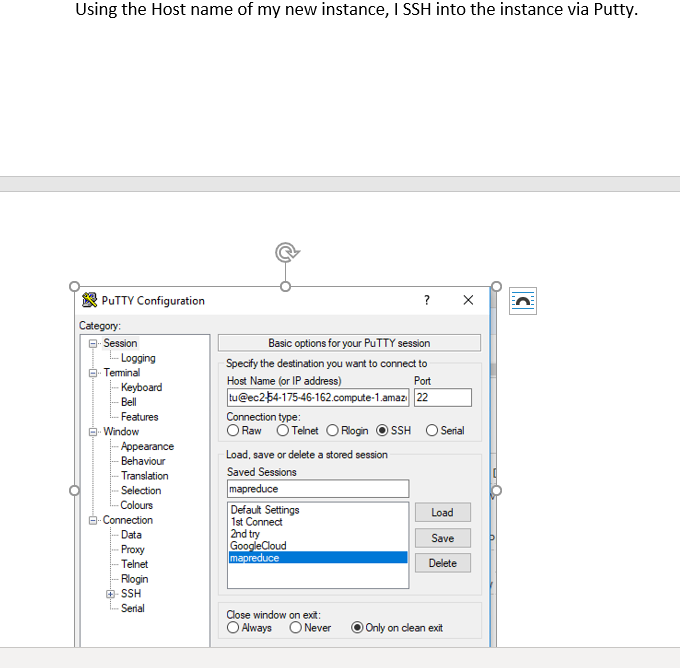 Using the Host name of my new instance, I SSH into the instance via Putty.
PuTTY Configuration ?
Category:
Session
Logging
Terminal
Keyboard
Bell
Features
Window
Appearance
Behaviour
Translation
Selection
Colours
Connection
Data
Proxy
Telnet
Rlogin
SSH
Serial
Basic options for your PuTTY session
Specify the destination you want to connect to
Host Name (or IP address) Port
tu@ec2-54-175-46-162.compute-1.amaz 22
Connection type:
Raw Telnet Rlogin SSH Serial
Load, save or delete a stored session
Saved Sessions
mapreduce
Default Settings
1st Connect
2nd try
GoogleCloud
mapreduce
Load
Save
Delete
Close window on exit:
Always Never Only on clean exit